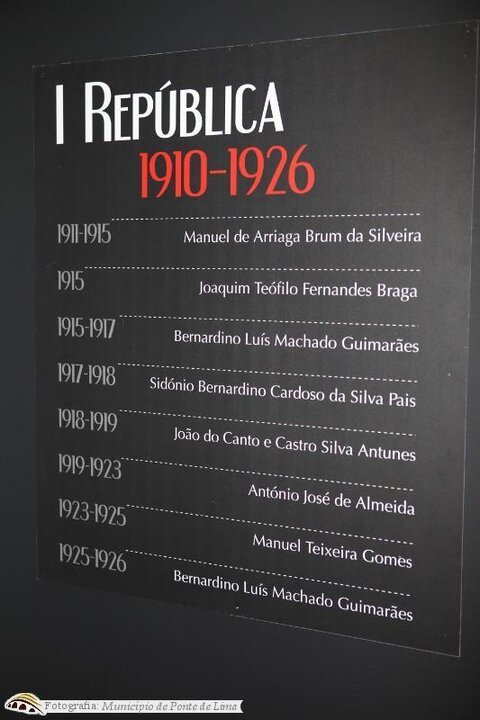 I REPÚBLICA
1910-1926
1911-1915 Manuel de Arriaga Brum da Silveira
1915 Joaquim Teófilo Fernandes Braga
1915-1917 Bernardino Luís Machado Guimarães
1917-1918 Sidónio Bernardino Cardoso da Silva Pais
1918-1919 João do Canto e Castro Silva Antunes
1919-1923 António José de Almeida
1923-1925 Manuel Teixeira Gomes
1925-1926 Bernardino Luís Machado Guimarães
Fotografia: Município de Ponte de Lima